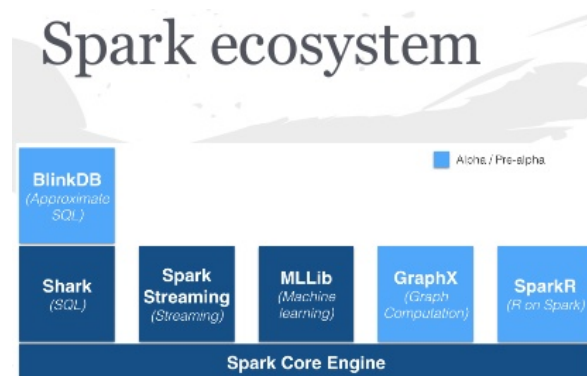 Spark ecosystem
Alpha / Pre-alpha
BlinkDB
(Approximate
SQL)
Shark
(SQL)
Spark
Streaming
(Streaming)
MLLib
(Machine
learning)
GraphX
(Graph
Computation)
SparkR
(R on Spark)
Spark Core Engine